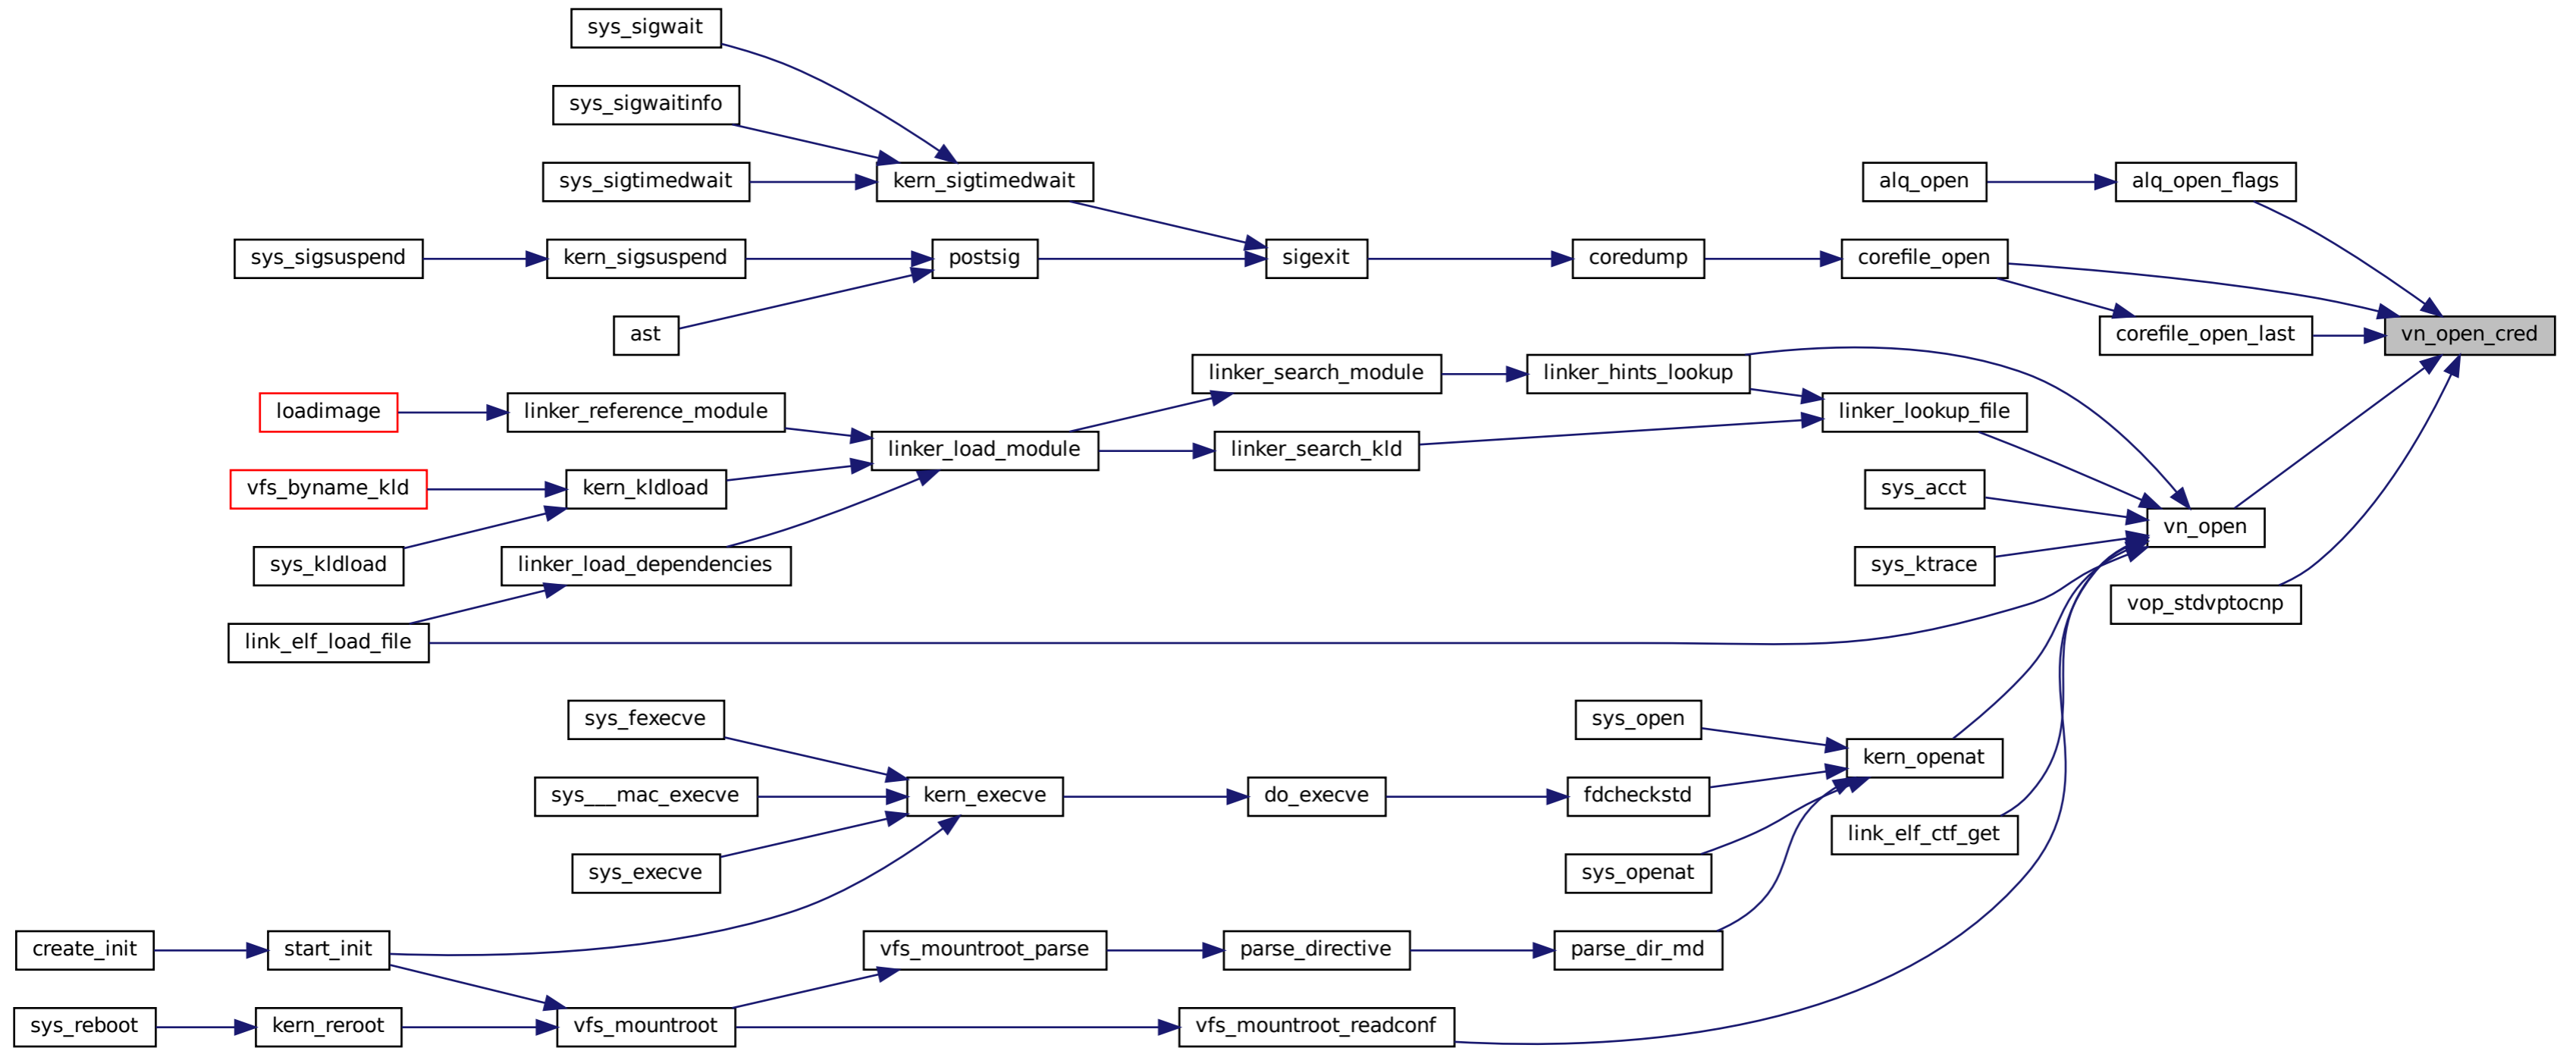 sys_sigwait
sys_sigwaitinfo
sys_sigtimedwait
kern_sigtimedwait
alq_open
alq_open_flags
sys_sigsuspend
kern_sigsuspend
postsig
sigexit
coredump
corefile_open
ast
corefile_open_last
vn_open_cred
linker_search_module
linker_hints_lookup
loadimage
linker_reference_module
linker_lookup_file
linker_load_module
linker_search_kld
vfs_byname_kld
kern_kldload
sys_acct
vn_open
sys_kldload
linker_load_dependencies
sys_ktrace
vop_stdvptocnp
link_elf_load_file
sys_fexecve
sys_open
kern_openat
sys___mac_execve
kern_execve
do_execve
fdcheckstd
link_elf_ctf_get
sys_execve
sys_openat
create_init
start_init
vfs_mountroot_parse
parse_directive
parse_dir_md
sys_reboot
kern_reroot
vfs_mountroot
vfs_mountroot_readconf